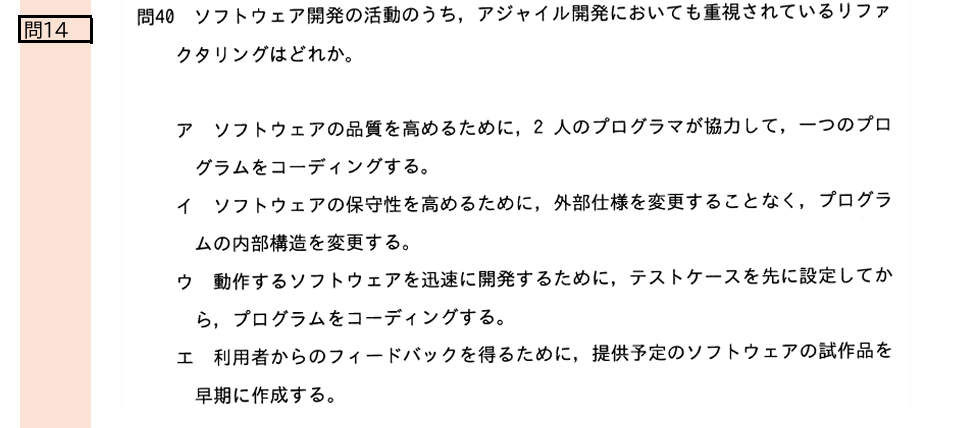 問14
問40 ソフトウェア開発の活動のうち，アジャイル開発においても重視されているリファ
クタリングはどれか。
ア ソフトウェアの品質を高めるために，2 人のプログラマが協力して，一つのプロ
グラムをコーディングする。
イ ソフトウェアの保守性を高めるために，外部仕様を変更することなく，プログラ
ムの内部構造を変更する。
ウ 動作するソフトウェアを迅速に開発するために，テストケースを先に設定してか
ら，プログラムをコーディングする。
エ 利用者からのフィードバックを得るために，提供予定のソフトウェアの試作品を
早期に作成する。